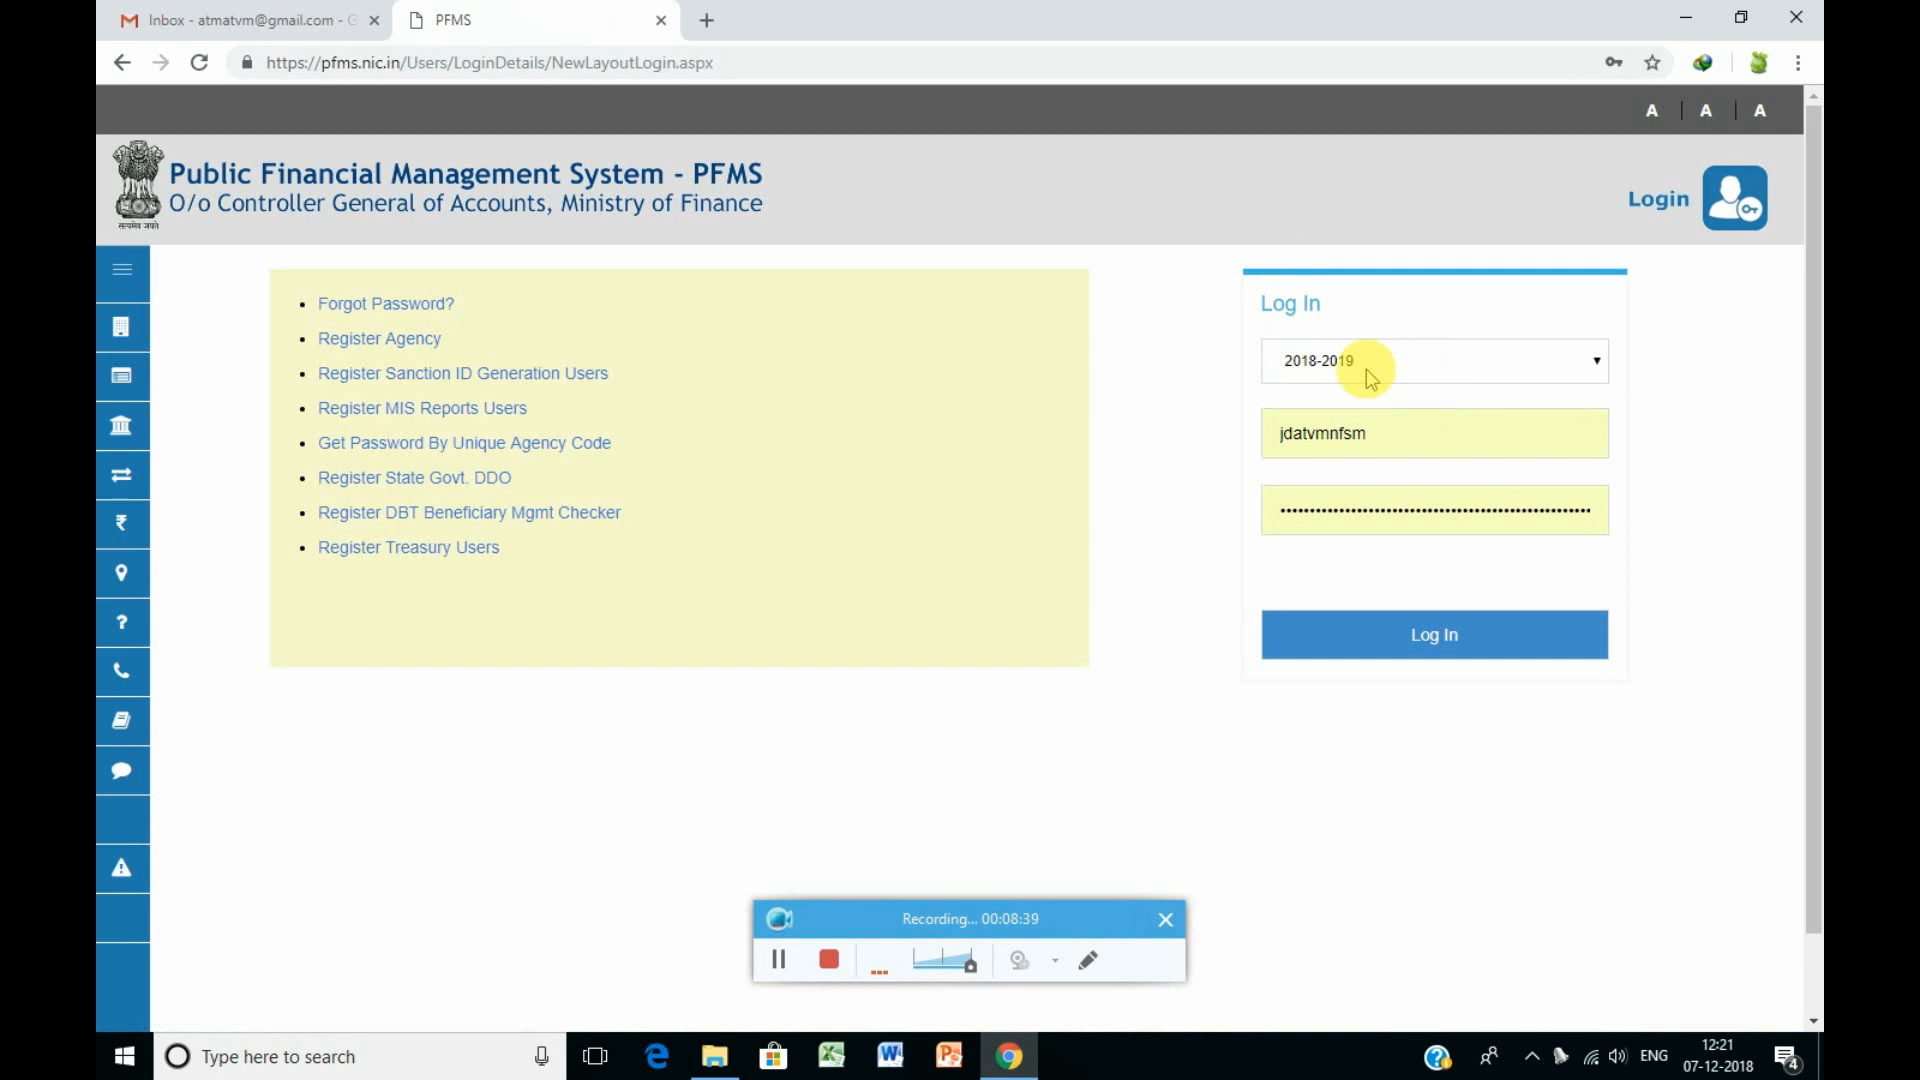 Inbox - atmatvm@gmail.com - G
PFMS
https://pfms.nic.in/Users/LoginDetails/NewLayoutLogin.aspx
A | A | A
Public Financial Management System - PFMS
O/o Controller General of Accounts, Ministry of Finance
सत्यमेव जयते
Login
Forgot Password?
Register Agency
Register Sanction ID Generation Users
Register MIS Reports Users
Get Password By Unique Agency Code
Register State Govt. DDO
Register DBT Beneficiary Mgmt Checker
Register Treasury Users
Log In
2018-2019
jdatvmnfsm
Log In
Recording... 00:08:39
Type here to search
ENG
12:21
07-12-2018
4